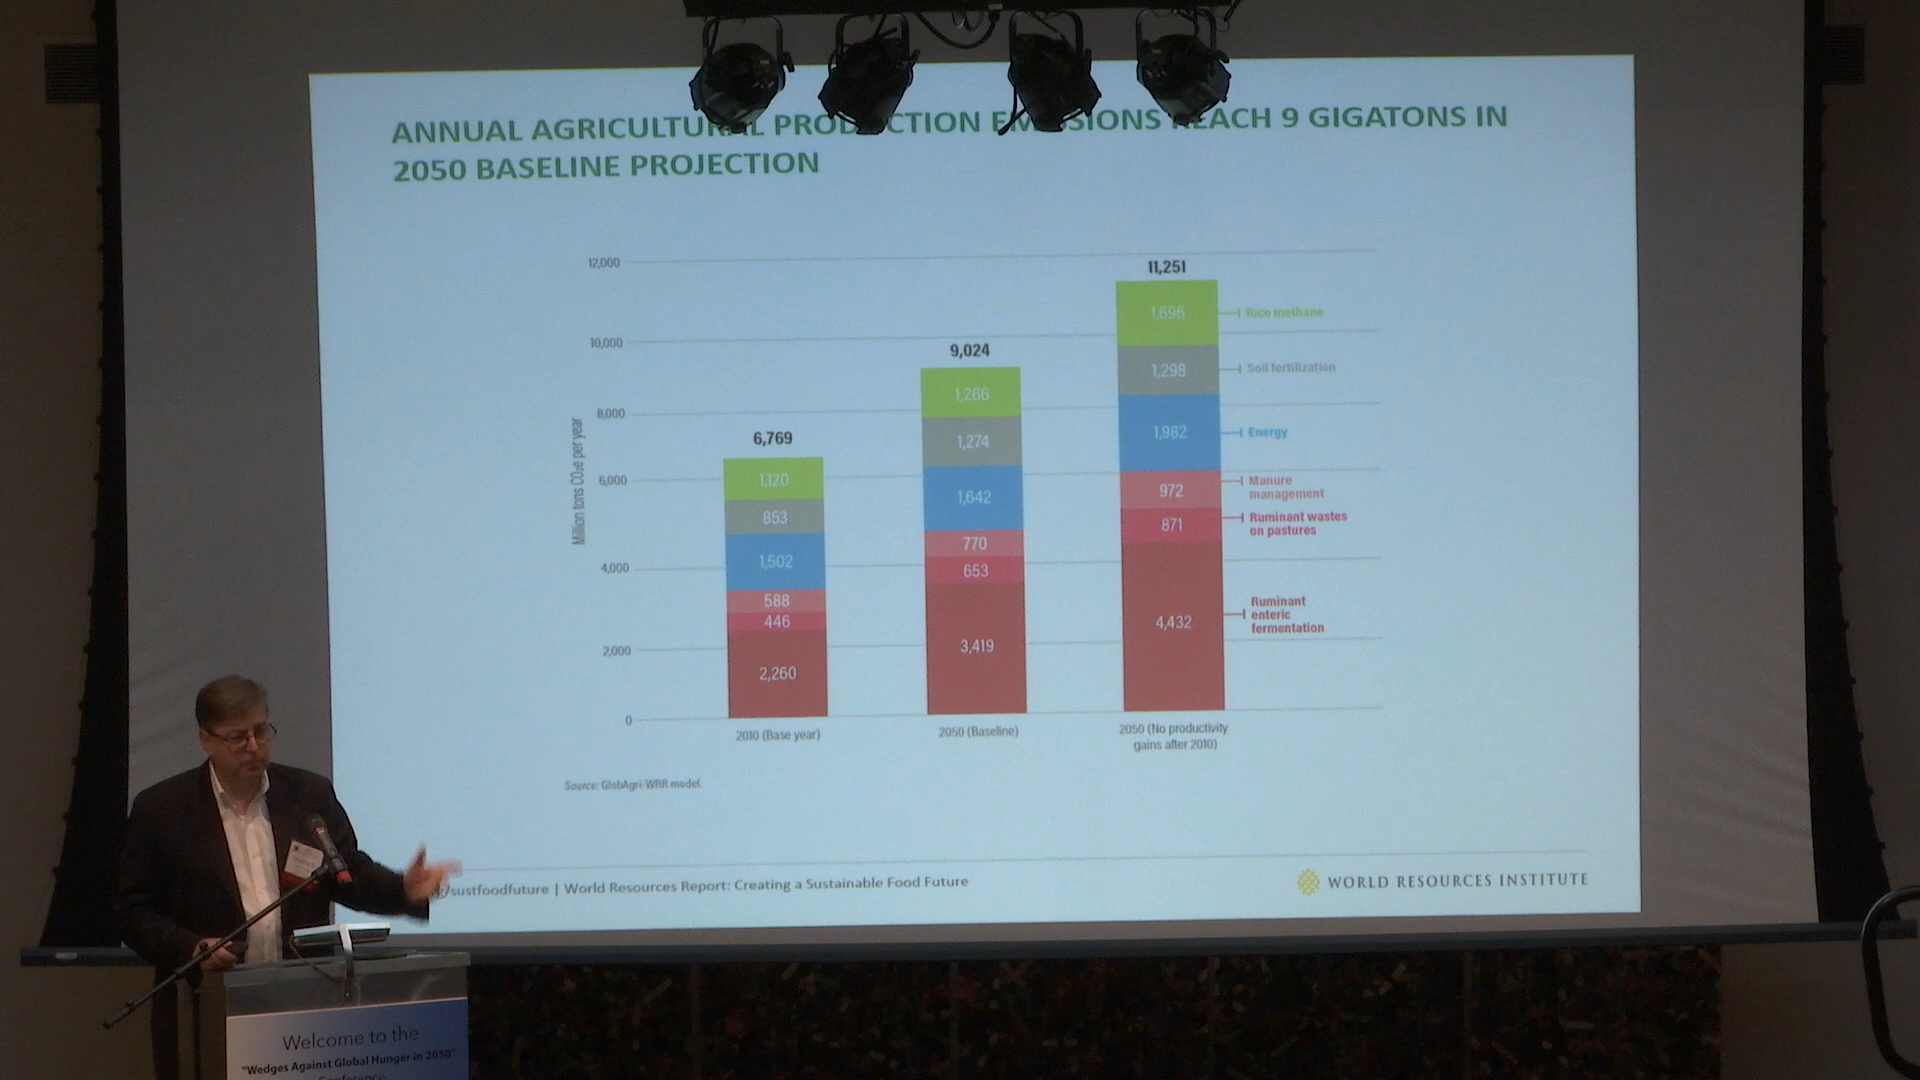 ANNUAL AGRICULTURAL PRODUCTION EMISSIONS REACH 9 GIGATONS IN
2050 BASELINE PROJECTION
Million tons CO₂e per year
12,000
10,000
8,000
6,000
4,000
2,000
0
6,769
1,120
853
1,502
588
446
2,260
2010 (Base year)
9,024
1,266
1,274
1,642
770
653
3,419
2050 (Baseline)
11,251
1,696
1,298
1,982
972
871
4,432
2050 (No productivity
gains after 2010)
Rice methane
Soil fertilization
Energy
Manure
management
Ruminant wastes
on pastures
Ruminant
enteric
fermentation
Source: GlobAgri-WRR model.
/sustfoodfuture | World Resources Report: Creating a Sustainable Food Future
WORLD RESOURCES INSTITUTE
Welcome to the
"Wedges Against Global Hunger in 2050"
Conference